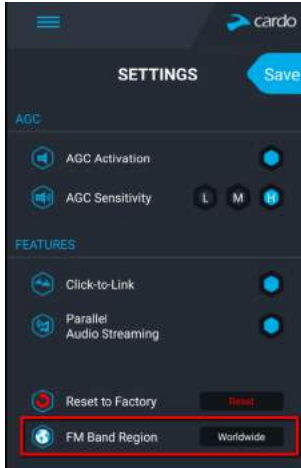 cardo
SETTINGS
Save
AGC
AGC Activation
AGC Sensitivity L M H
FEATURES
Click-to-Link
Parallel
Audio Streaming
Reset to Factory Reset
FM Band Region Worldwide